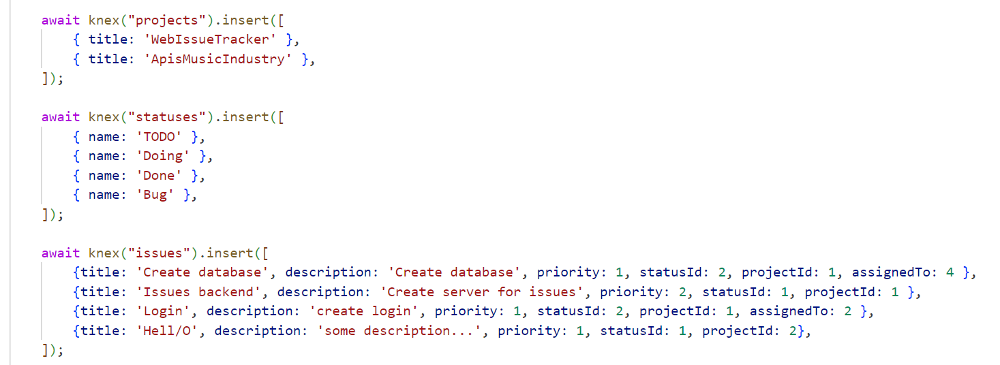 await knex("projects").insert([
    { title: 'WebIssueTracker' },
    { title: 'ApisMusicIndustry' },
]);

await knex("statuses").insert([
    { name: 'TODO' },
    { name: 'Doing' },
    { name: 'Done' },
    { name: 'Bug' },
]);

await knex("issues").insert([
    {title: 'Create database', description: 'Create database', priority: 1, statusId: 2, projectId: 1, assignedTo: 4 },
    {title: 'Issues backend', description: 'Create server for issues', priority: 2, statusId: 1, projectId: 1 },
    {title: 'Login', description: 'create login', priority: 1, statusId: 2, projectId: 1, assignedTo: 2 },
    {title: 'Hell/O', description: 'some description...', priority: 1, statusId: 1, projectId: 2},
]);